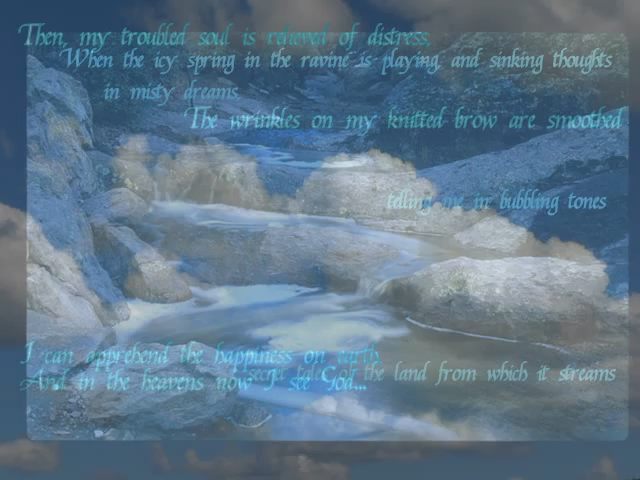 Then, my troubled soul is relieved of distress,
When the icy spring in the ravine is playing, and sinking thoughts
in misty dreams,
The wrinkles on my knitted brow are smoothed
telling me in bubbling tones
I can apprehend the happiness on earth
secret tales of the land from which it streams
And in the heavens now I see God...